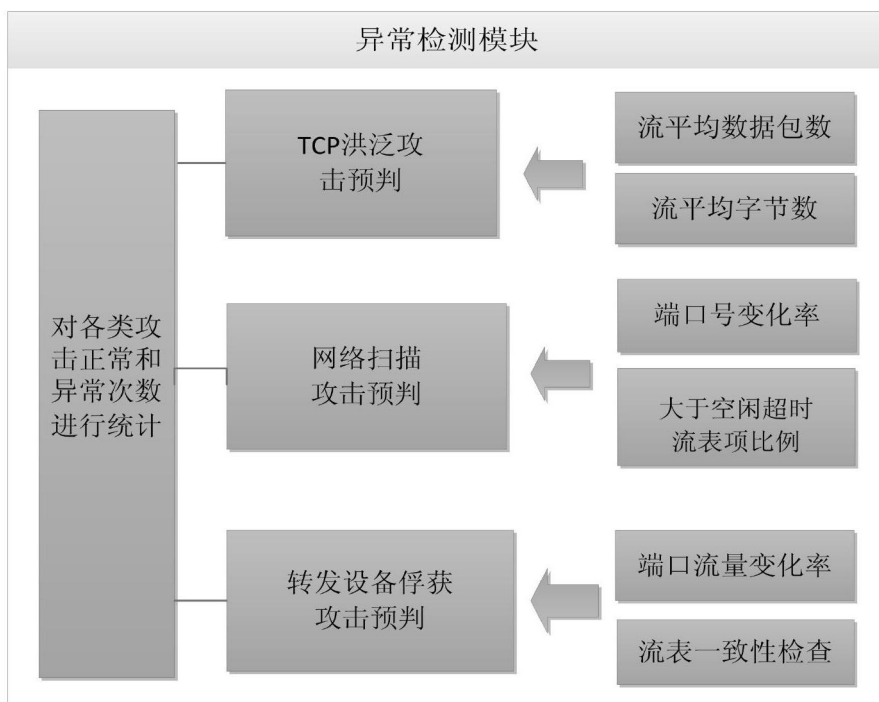 异常检测模块
对各类攻
击正常和
异常次数
进行统计
TCP洪泛攻
击预判
流平均数据包数
流平均字节数
网络扫描
攻击预判
端口号变化率
大于空闲超时
流表项比例
转发设备俘获
攻击预判
端口流量变化率
流表一致性检查